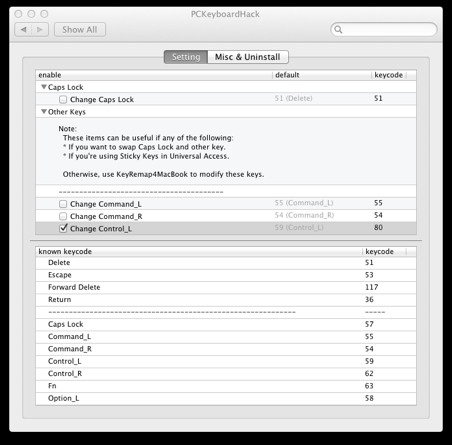 PCKeyboardHack
Show All
Setting Misc & Uninstall
enable default keycode
Caps Lock
Change Caps Lock 51 (Delete) 51
Other Keys
Note:
These items can be useful if any of the following:
* If you want to swap Caps Lock and other key.
* If you're using Sticky Keys in Universal Access.
Otherwise, use KeyRemap4MacBook to modify these keys.
----------------------------------------
Change Command_L 55 (Command_L) 55
Change Command_R 54 (Command_R) 54
Change Control_L 59 (Control_L) 80
known keycode keycode
Delete 51
Escape 53
Forward Delete 117
Return 36
------------------------------------------------------------ -----
Caps Lock 57
Command_L 55
Command_R 54
Control_L 59
Control_R 62
Fn 63
Option_L 58